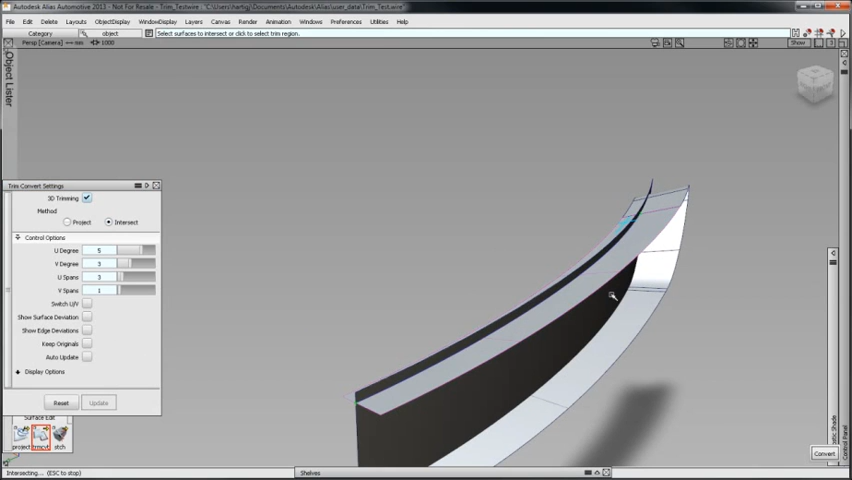 Autodesk Alias Automotive 2013 - Not For Resale - Trim_Testwire : "C:\Users\hartigj\Documents\Autodesk\Alias\user_data\Trim_Test.wire"
File Edit Delete Layouts ObjectDisplay WindowDisplay Layers Canvas Render Animation Windows Preferences Utilities Help
Category object Select surfaces to intersect or click to select trim region.
Persp [Camera] mm 1000 Show
Object Lister
Trim Convert Settings
3D Trimming
Method
Project Intersect
Control Options
U Degree 5
V Degree 3
U Spans 3
V Spans 1
Switch U/V
Show Surface Deviation
Show Edge Deviations
Keep Originals
Auto Update
Display Options
Reset Update
Surface Edit
project trmcvt stch
Convert
Control Panel
Intersecting... (ESC to stop) Shelves